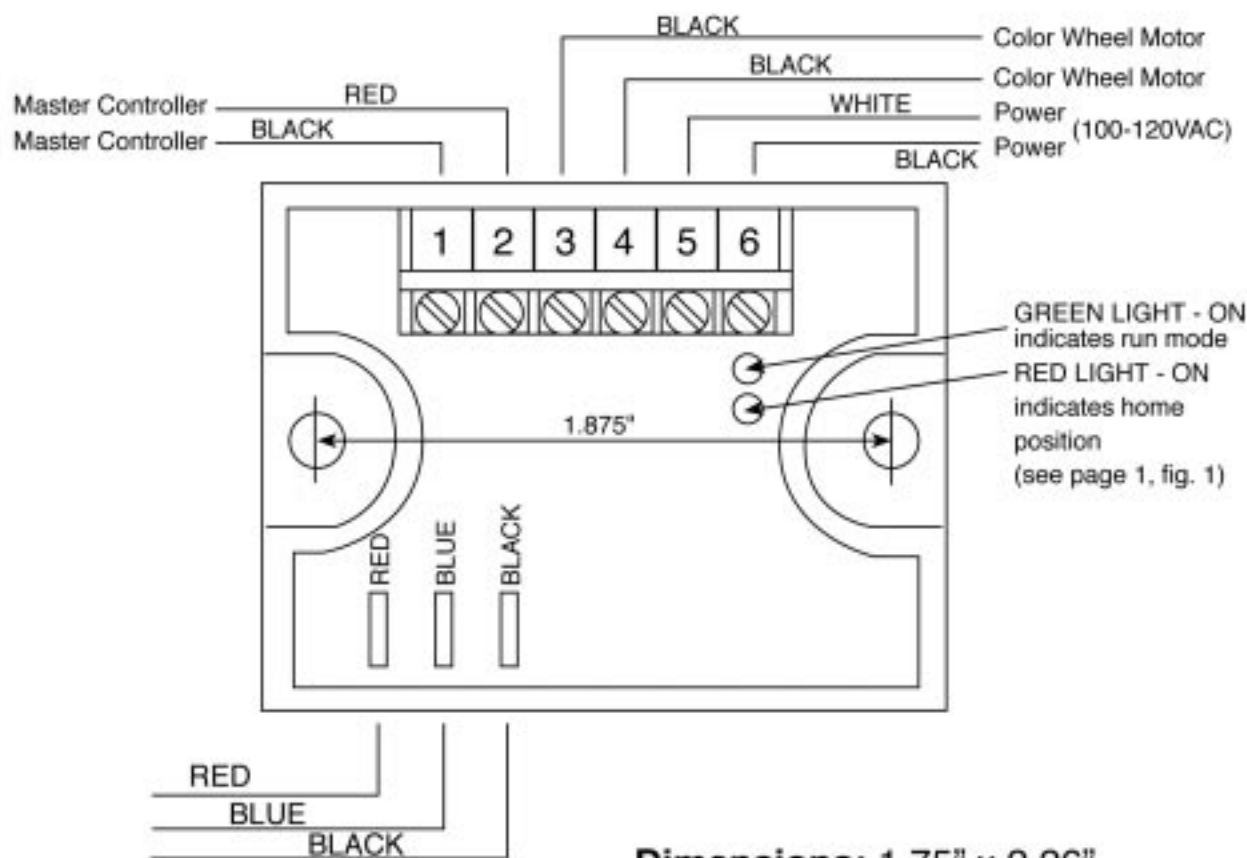 BLACK
Color Wheel Motor
BLACK
Color Wheel Motor
Master Controller
RED
WHITE
Power
(100-120VAC)
Master Controller
BLACK
BLACK
Power
1 2 3 4 5 6
GREEN LIGHT - ON
indicates run mode
RED LIGHT - ON
indicates home
position
(see page 1, fig. 1)
1.875"
RED
BLUE
BLACK
RED
BLUE
BLACK